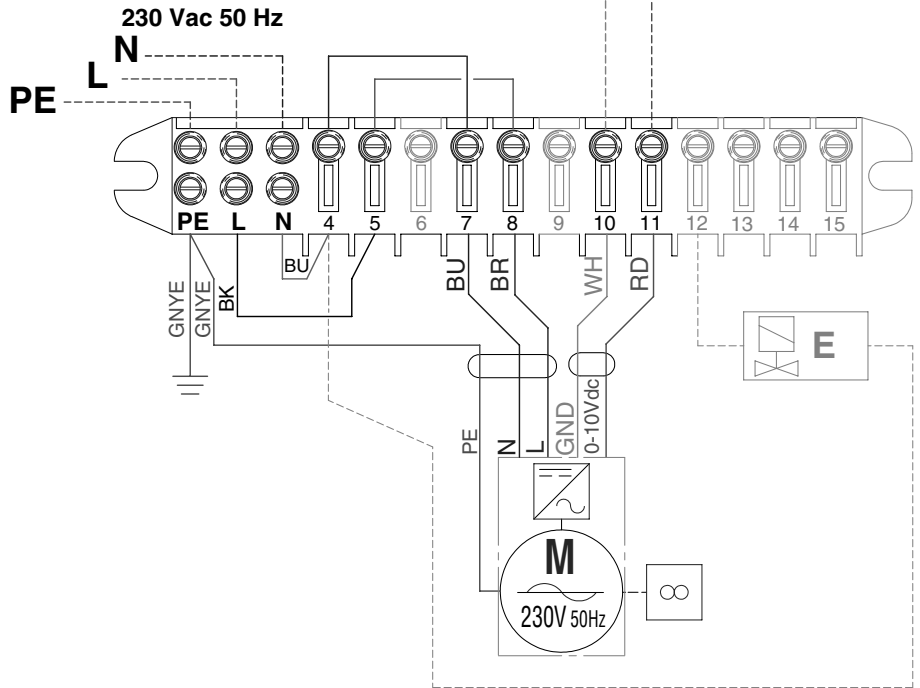 230 Vac 50 Hz
N
L
PE
PE L N 4 5 6 7 8 9 10 11 12 13 14 15
BU
BU
BR
WH
RD
GNYE
GNYE
BK
E
PE
N
L
GND
0-10Vdc
M
230V 50Hz